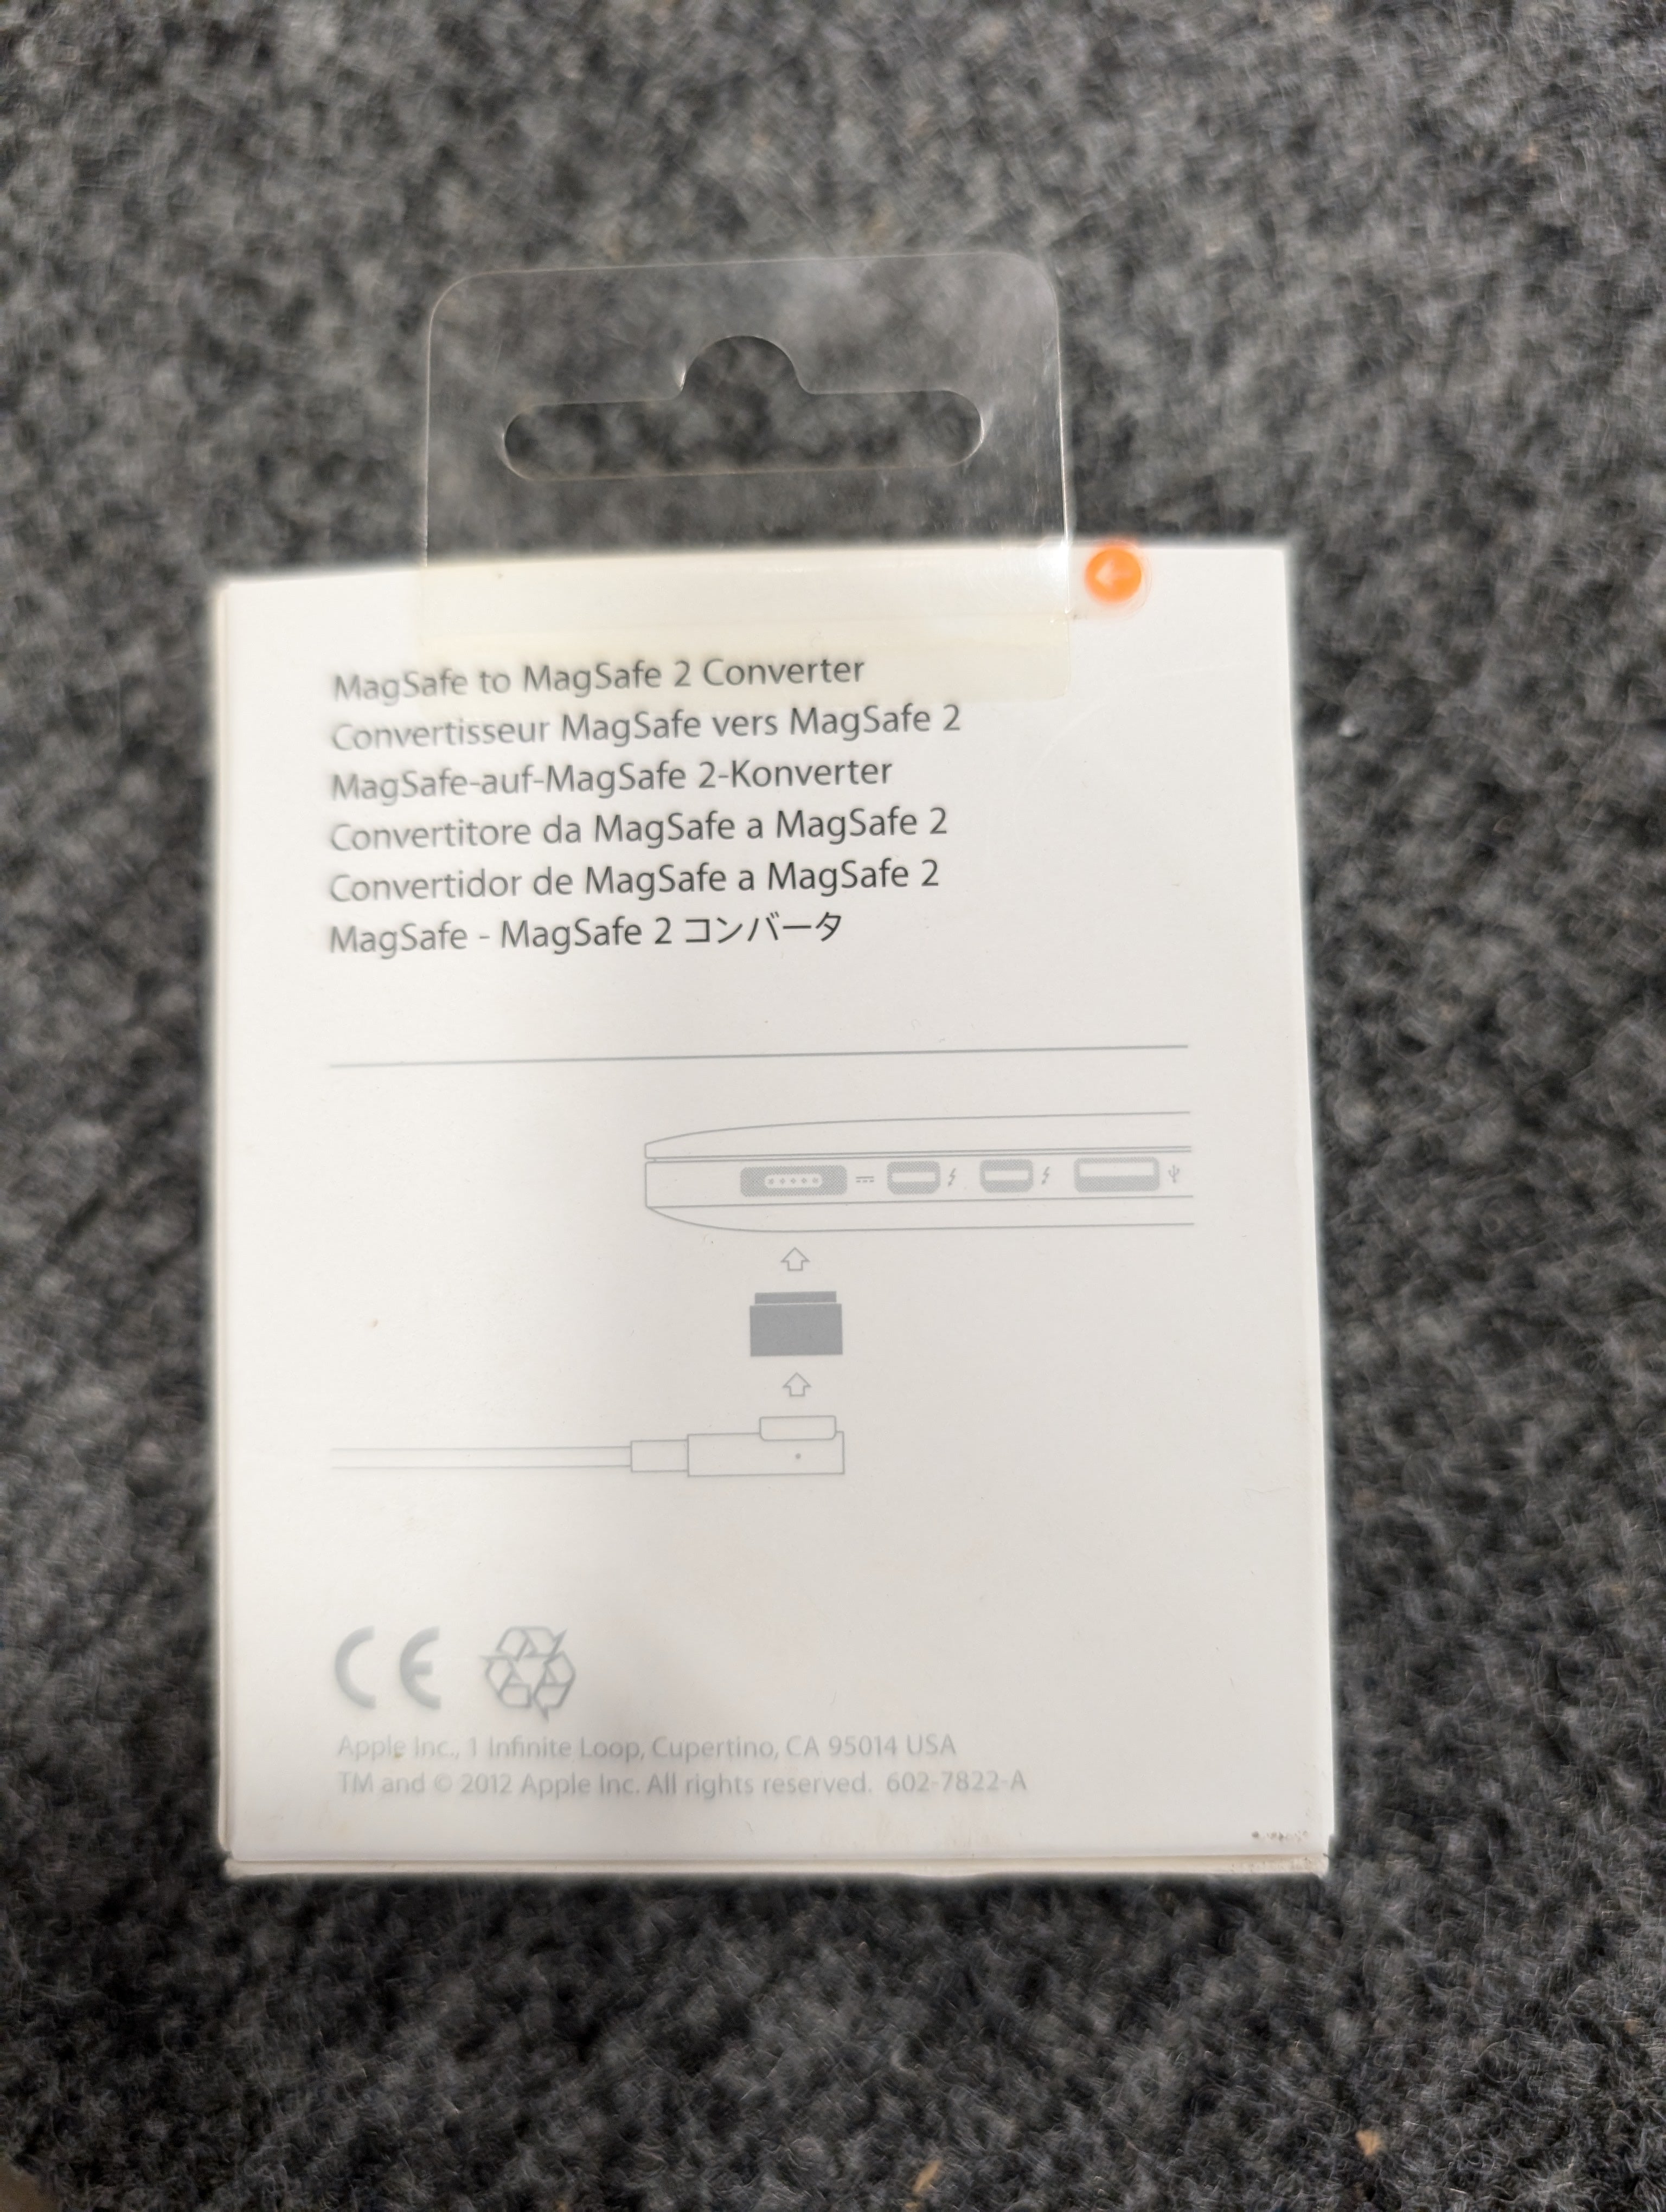 MagSafe to MagSafe 2 Converter
Convertisseur MagSafe vers MagSafe 2
MagSafe-auf-MagSafe 2-Konverter
Convertitore da MagSafe a MagSafe 2
Convertidor de MagSafe a MagSafe 2
MagSafe - MagSafe 2 コンバータ
CE
Apple Inc., 1 Infinite Loop, Cupertino, CA 95014 USA
TM and © 2012 Apple Inc. All rights reserved. 602-7822-A